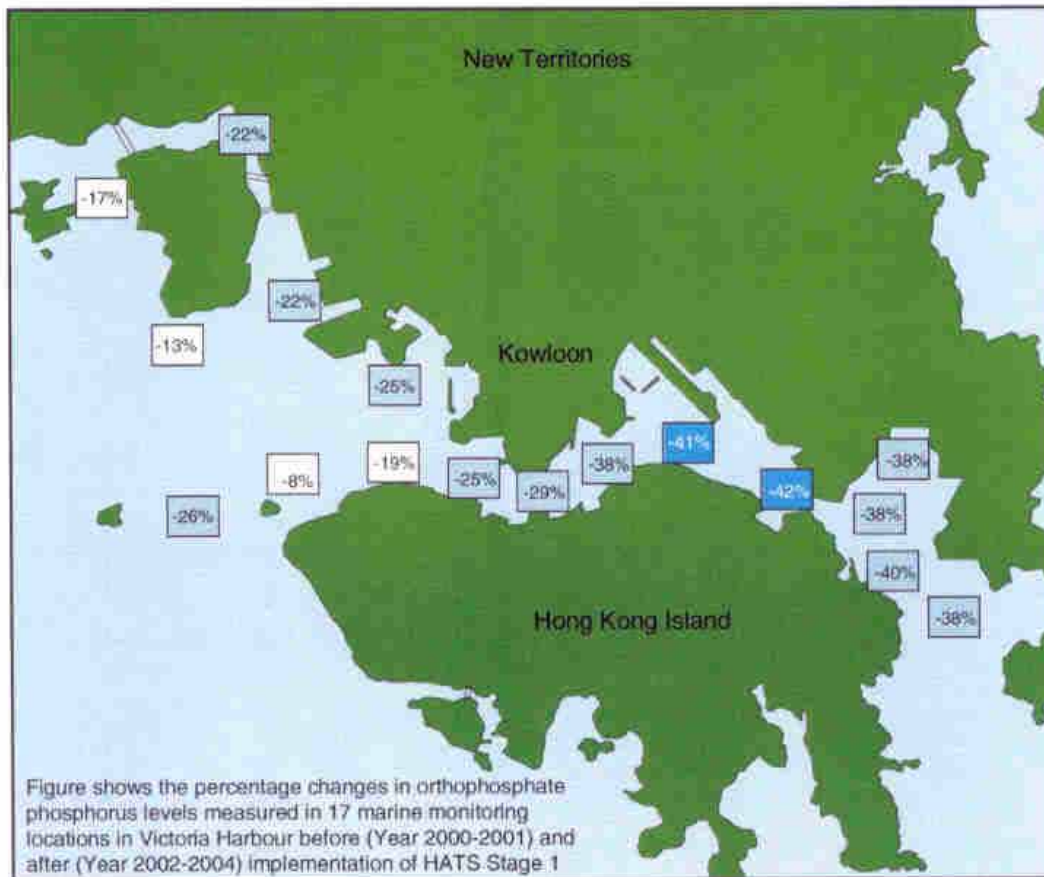 New Territories
-22%
-17%
-22%
-13%
Kowloon
-25%
-41%
-19%
-38%
-38%
-25%
-8%
-29%
-42%
-26%
-38%
-40%
Hong Kong Island
-38%
Figure shows the percentage changes in orthophosphate
phosphorus levels measured in 17 marine monitoring
locations in Victoria Harbour before (Year 2000-2001) and
after (Year 2002-2004) implementation of HATS Stage 1